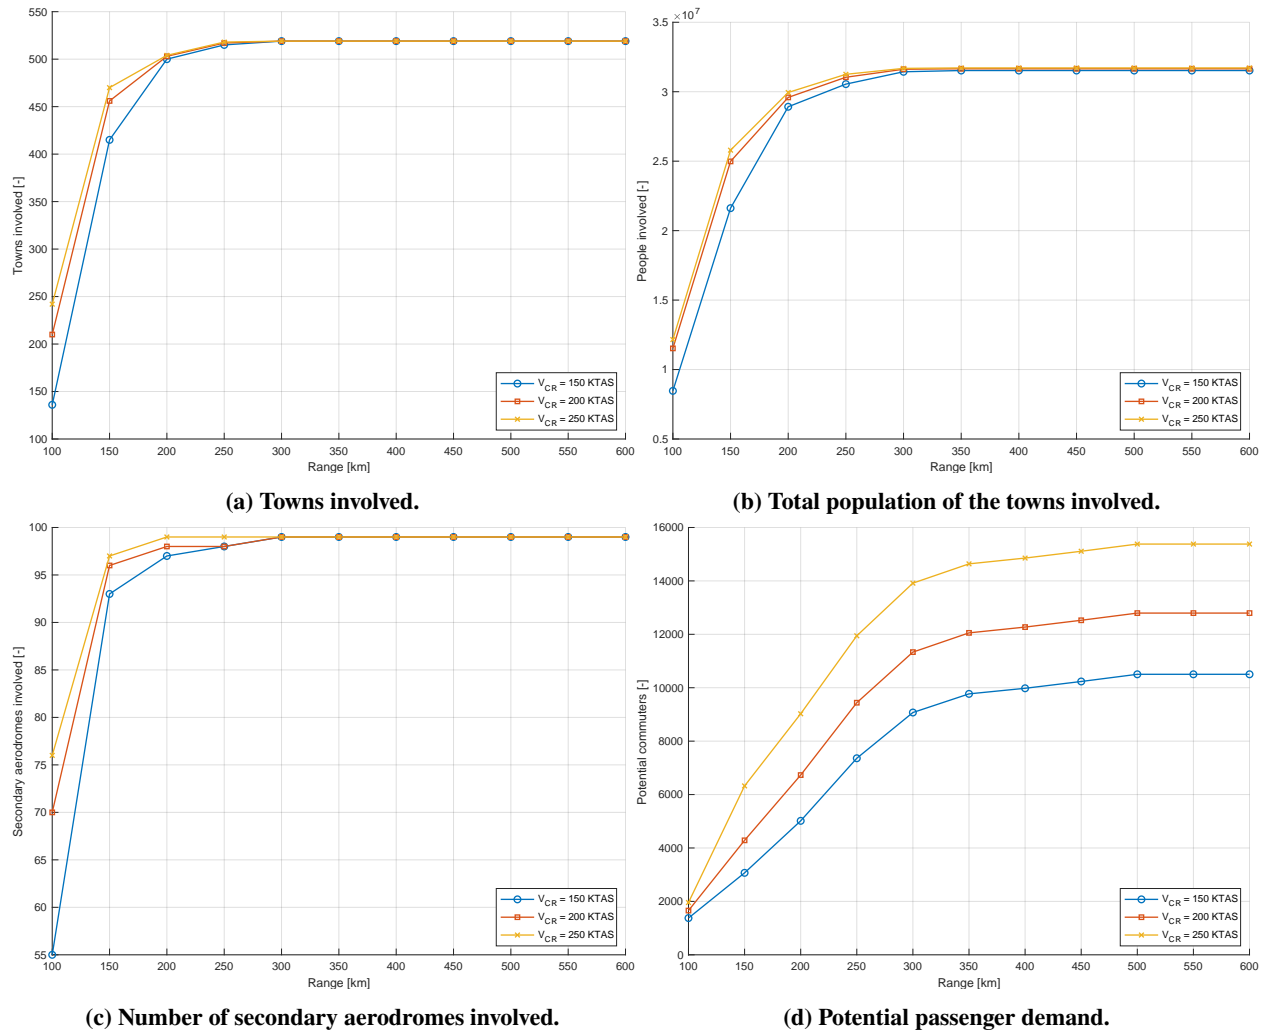 550
500
450
400
350
300
250
200
150
100
Towns involved [-]
100 150 200 250 300 350 400 450 500 550 600
Range [km]
V_CR = 150 KTAS
V_CR = 200 KTAS
V_CR = 250 KTAS
(a) Towns involved.
×10^7
3.5
3
2.5
2
1.5
1
0.5
People involved [-]
100 150 200 250 300 350 400 450 500 550 600
Range [km]
V_CR = 150 KTAS
V_CR = 200 KTAS
V_CR = 250 KTAS
(b) Total population of the towns involved.
100
95
90
85
80
75
70
65
60
55
Secondary aerodromes involved [-]
100 150 200 250 300 350 400 450 500 550 600
Range [km]
V_CR = 150 KTAS
V_CR = 200 KTAS
V_CR = 250 KTAS
(c) Number of secondary aerodromes involved.
16000
14000
12000
10000
8000
6000
4000
2000
0
Potential commuters [-]
100 150 200 250 300 350 400 450 500 550 600
Range [km]
V_CR = 150 KTAS
V_CR = 200 KTAS
V_CR = 250 KTAS
(d) Potential passenger demand.